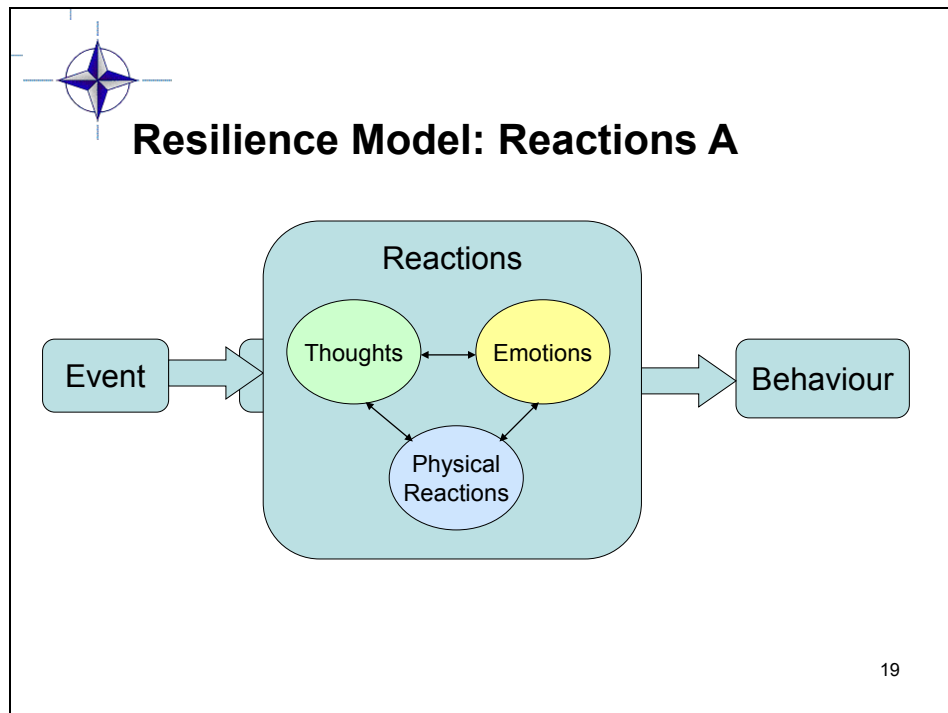 Resilience Model: Reactions A
Reactions
Event
Thoughts
Emotions
Physical
Reactions
Behaviour
19